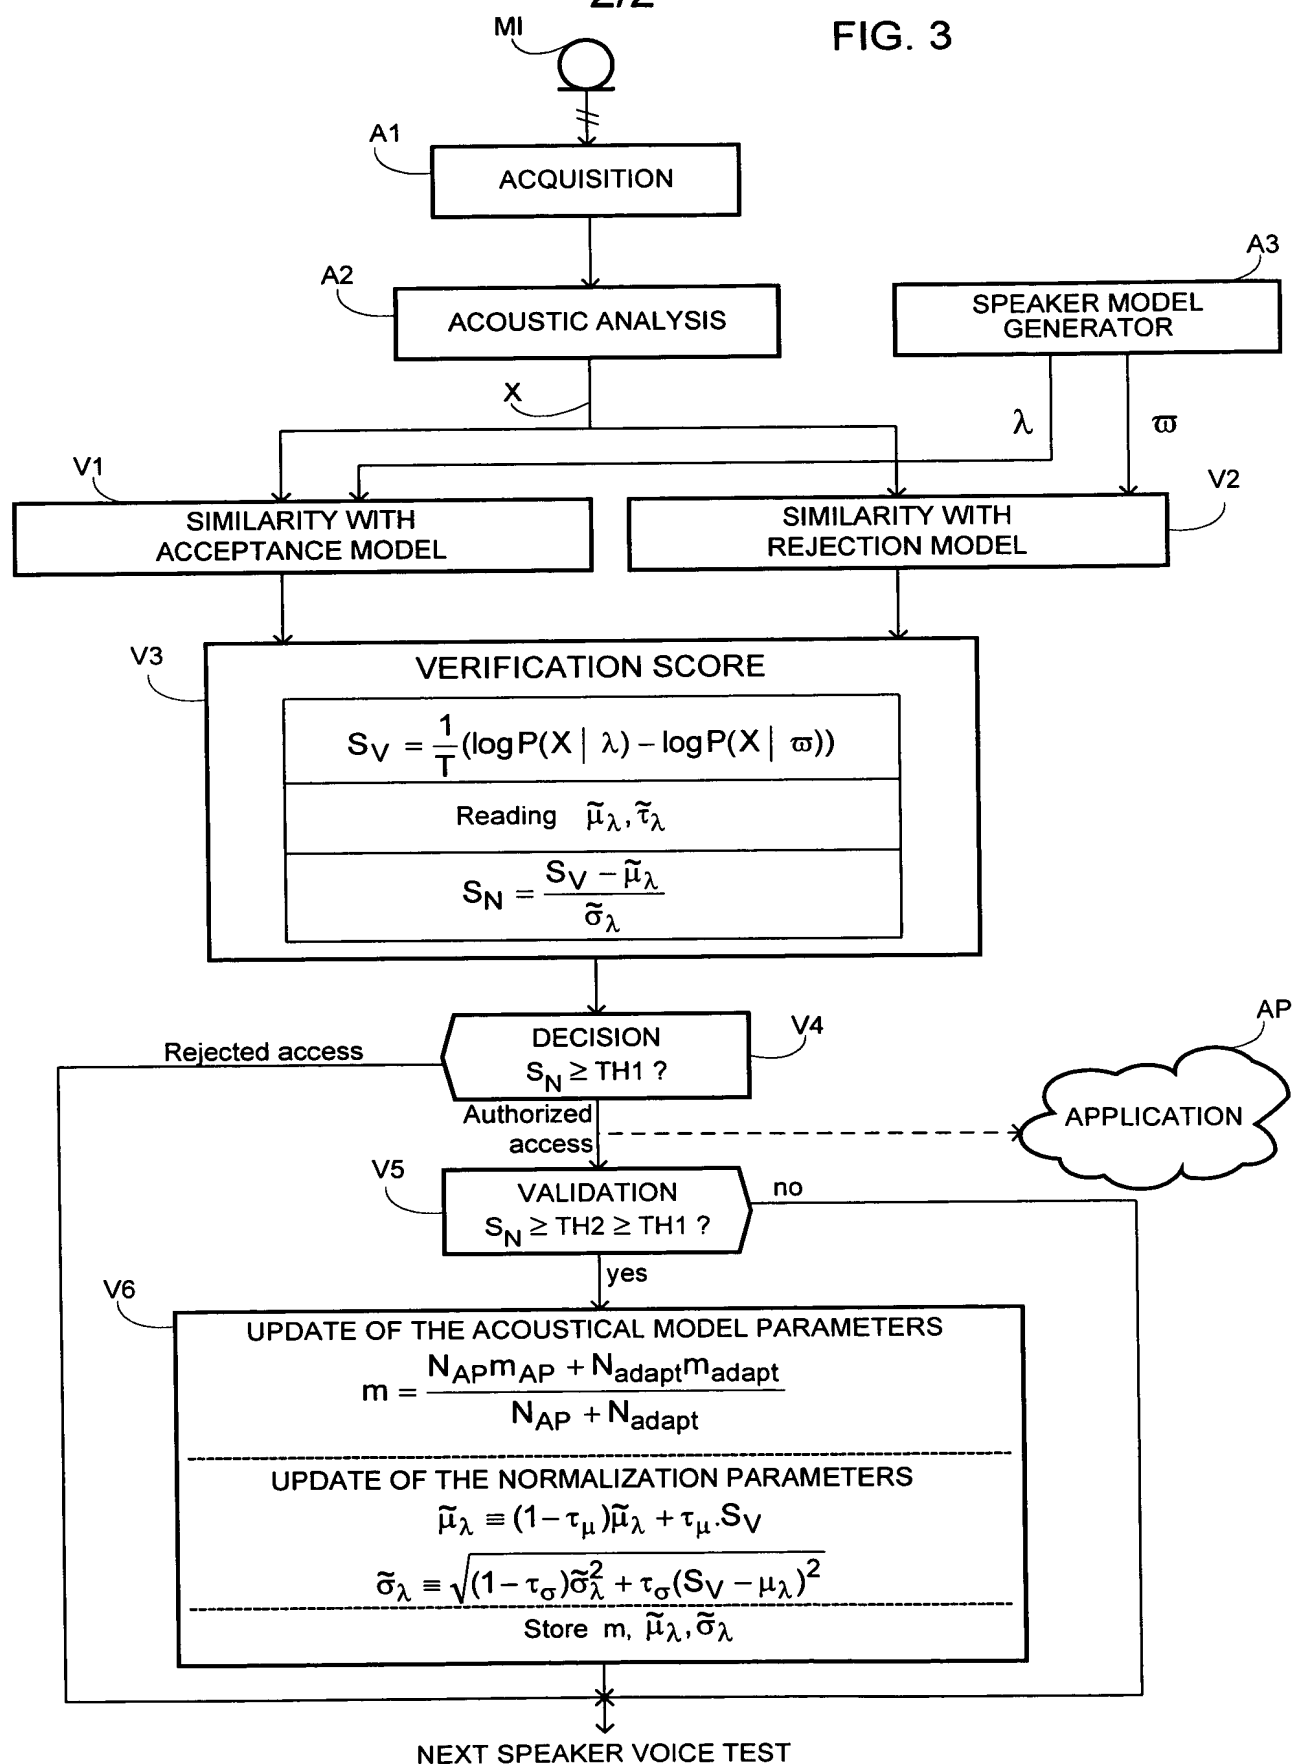 2/2
FIG. 3
MI
A1
ACQUISITION
A2
ACOUSTIC ANALYSIS
A3
SPEAKER MODEL
GENERATOR
X
λ
ϖ
V1
SIMILARITY WITH
ACCEPTANCE MODEL
V2
SIMILARITY WITH
REJECTION MODEL
V3
VERIFICATION SCORE
S_V = 1/T (log P(X | λ) – log P(X | ϖ))
Reading μ̃_λ, τ̃_λ
S_N = (S_V – μ̃_λ) / σ̃_λ
V4
DECISION
S_N ≥ TH1 ?
Rejected access
Authorized
access
AP
APPLICATION
V5
VALIDATION
S_N ≥ TH2 ≥ TH1 ?
no
yes
V6
UPDATE OF THE ACOUSTICAL MODEL PARAMETERS
m = (N_AP m_AP + N_adapt m_adapt) / (N_AP + N_adapt)
UPDATE OF THE NORMALIZATION PARAMETERS
μ̃_λ ≡ (1– τ_μ)μ̃_λ + τ_μ.S_V
σ̃_λ ≡ √((1– τ_σ)σ̃_λ² + τ_σ(S_V – μ_λ)²)
Store m, μ̃_λ, σ̃_λ
NEXT SPEAKER VOICE TEST